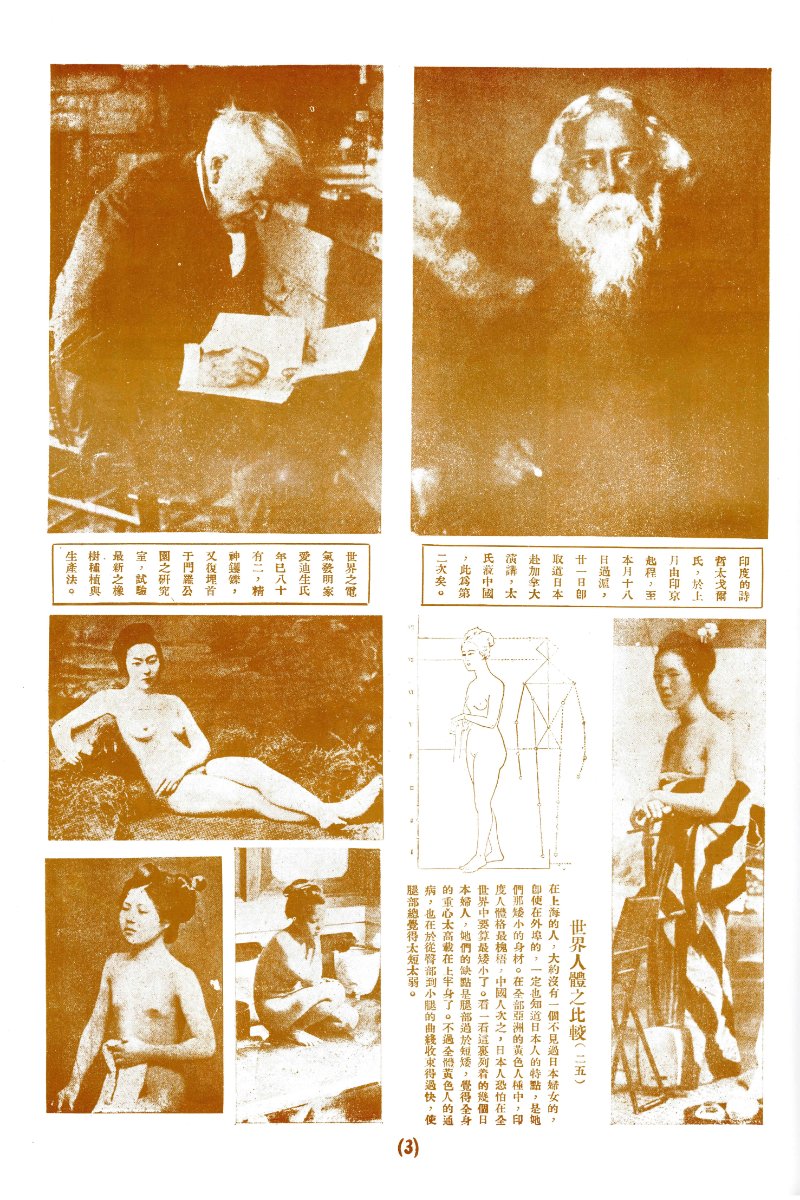 印度的詩
哲太戈爾
氏，於上
月由印京
起程，至
本月十八
日過滬，
廿一日卽
取道日本
赴加拿大
演講，太
氏蒞中國
，此爲第
二次矣。
世界之電
氣發明家
愛迪生氏
年已八十
有二，精
神矍鑠，
又復埋首
于門羅公
園之研究
室，試驗
最新之橡
樹種植與
生產法。
世界人體之比較（二五）
在上海的人，大約沒有一個不見過日本婦女的，
卽使在外埠的，一定也知道日本人的特點，是她
們那矮小的身材。在全部亞洲的黃色人種中，印
度人體格最槐梧，中國人次之，日本人恐怕在全
世界中要算最矮小了。看一看這裏列着的幾個日
本婦人，她們的缺點是腿部過於短矮，覺得全身
的重心太高載在上半身了。不過全體黃色人的通
病，也在於從臀部到小腿的曲綫收束得過快，使
腿部總覺得太短太弱。
(3)